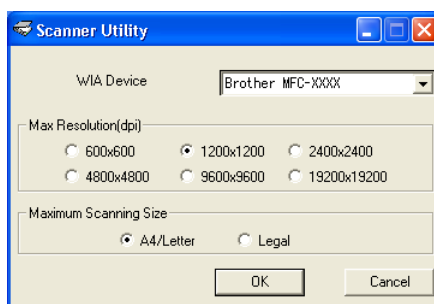 Scanner Utility
WIA Device Brother MFC-XXXX
Max Resolution(dpi)
600x600 1200x1200 2400x2400
4800x4800 9600x9600 19200x19200
Maximum Scanning Size
A4/Letter Legal
OK Cancel